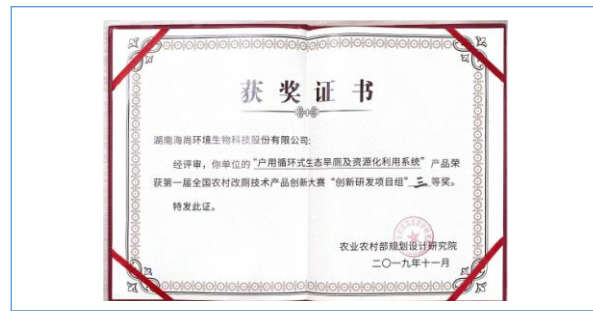 获奖证书
湖南海尚环境生物科技股份有限公司:
经评审，你单位的“户用循环式生态旱厕及资源化利用系统”产品荣
获第一届全国农村改厕技术产品创新大赛“创新研发项目组”三等奖。
特发此证。
农业农村部规划设计研究院
二〇一九年十一月